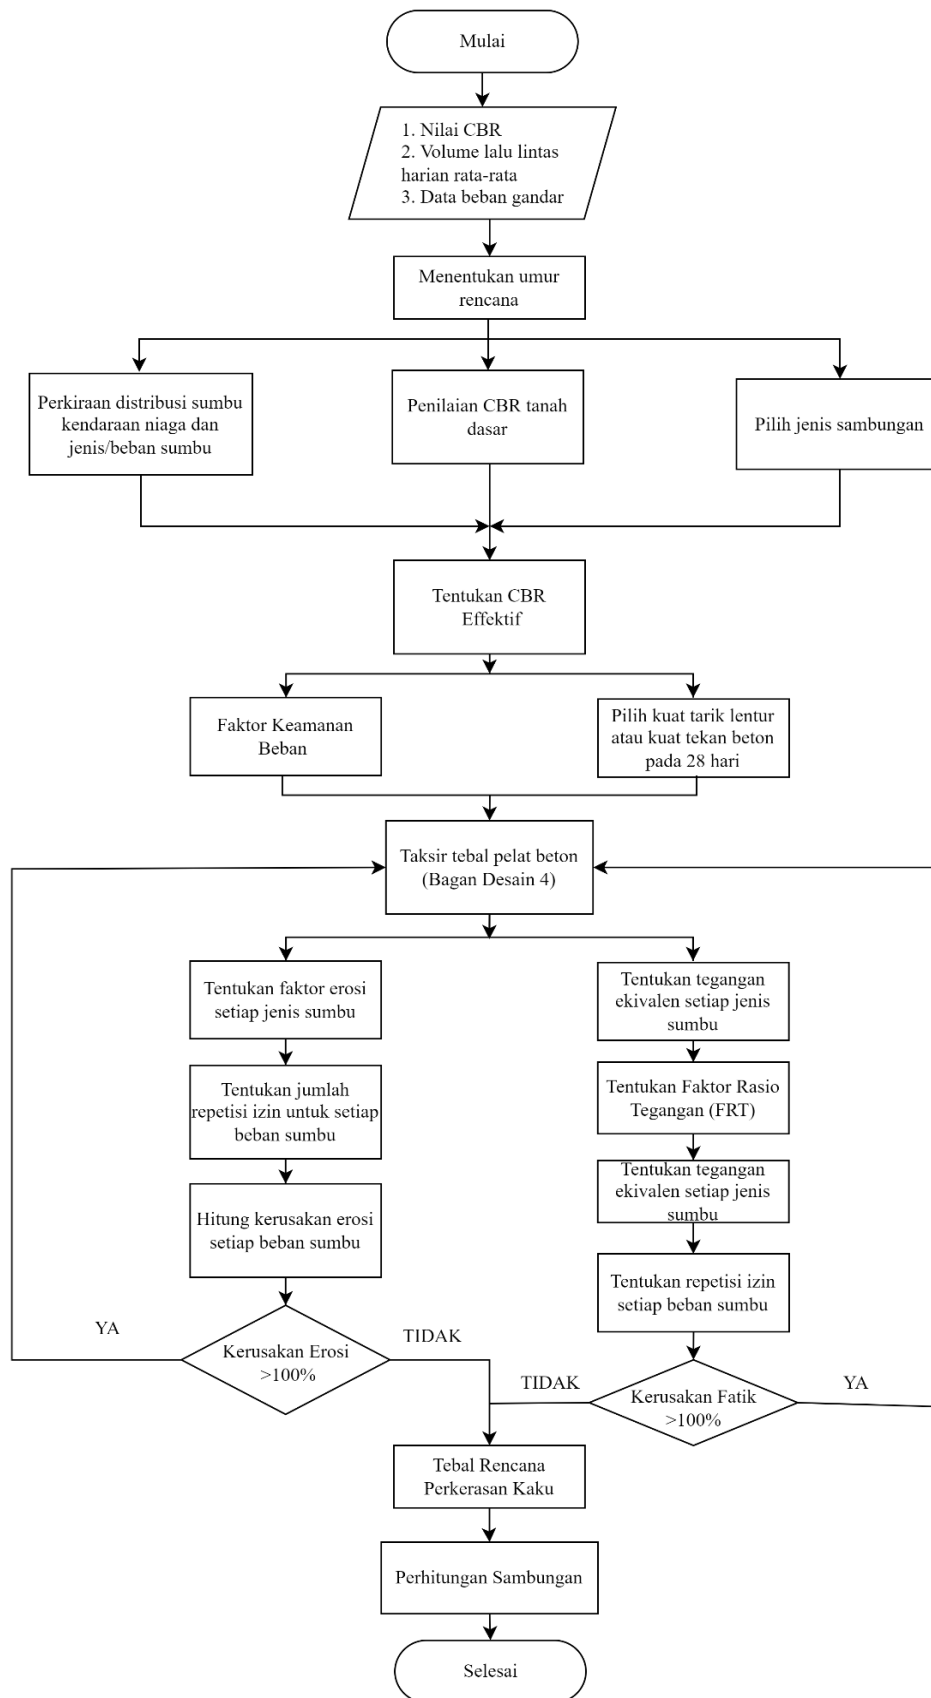 Mulai
1. Nilai CBR
2. Volume lalu lintas
harian rata-rata
3. Data beban gandar
Menentukan umur
rencana
Perkiraan distribusi sumbu
kendaraan niaga dan
jenis/beban sumbu
Penilaian CBR tanah
dasar
Pilih jenis sambungan
Tentukan CBR
Effektif
Faktor Keamanan
Beban
Pilih kuat tarik lentur
atau kuat tekan beton
pada 28 hari
Taksir tebal pelat beton
(Bagan Desain 4)
Tentukan faktor erosi
setiap jenis sumbu
Tentukan tegangan
ekivalen setiap jenis
sumbu
Tentukan jumlah
repetisi izin untuk setiap
beban sumbu
Tentukan Faktor Rasio
Tegangan (FRT)
Hitung kerusakan erosi
setiap beban sumbu
Tentukan tegangan
ekivalen setiap jenis
sumbu
Tentukan repetisi izin
setiap beban sumbu
YA
Kerusakan Erosi
>100%
TIDAK
TIDAK
Kerusakan Fatik
>100%
YA
Tebal Rencana
Perkerasan Kaku
Perhitungan Sambungan
Selesai